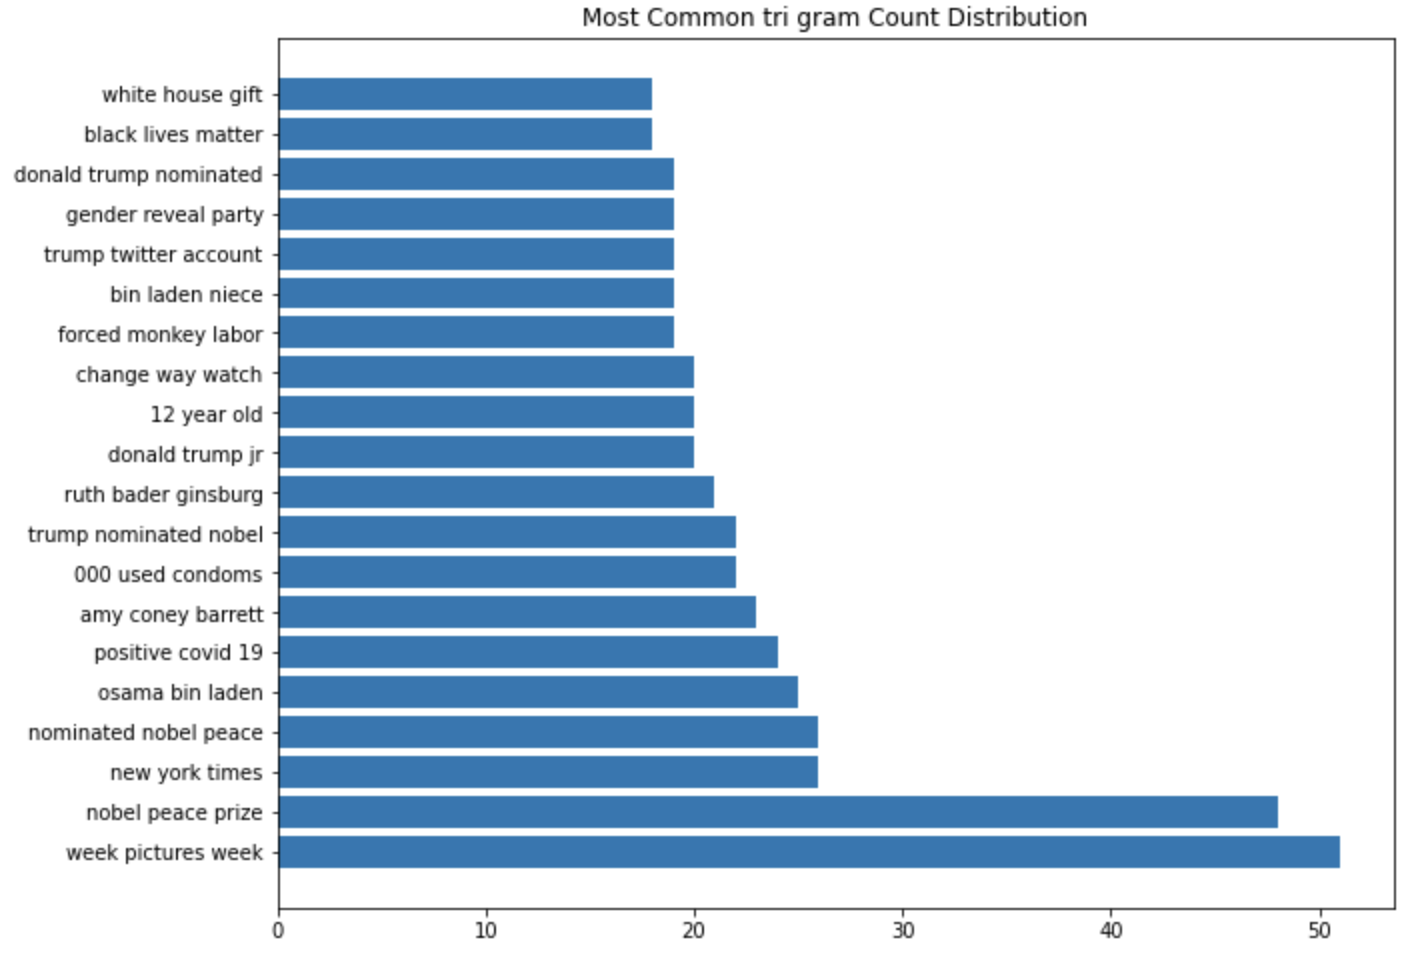 Most Common tri gram Count Distribution
white house gift
black lives matter
donald trump nominated
gender reveal party
trump twitter account
bin laden niece
forced monkey labor
change way watch
12 year old
donald trump jr
ruth bader ginsburg
trump nominated nobel
000 used condoms
amy coney barrett
positive covid 19
osama bin laden
nominated nobel peace
new york times
nobel peace prize
week pictures week
0 10 20 30 40 50